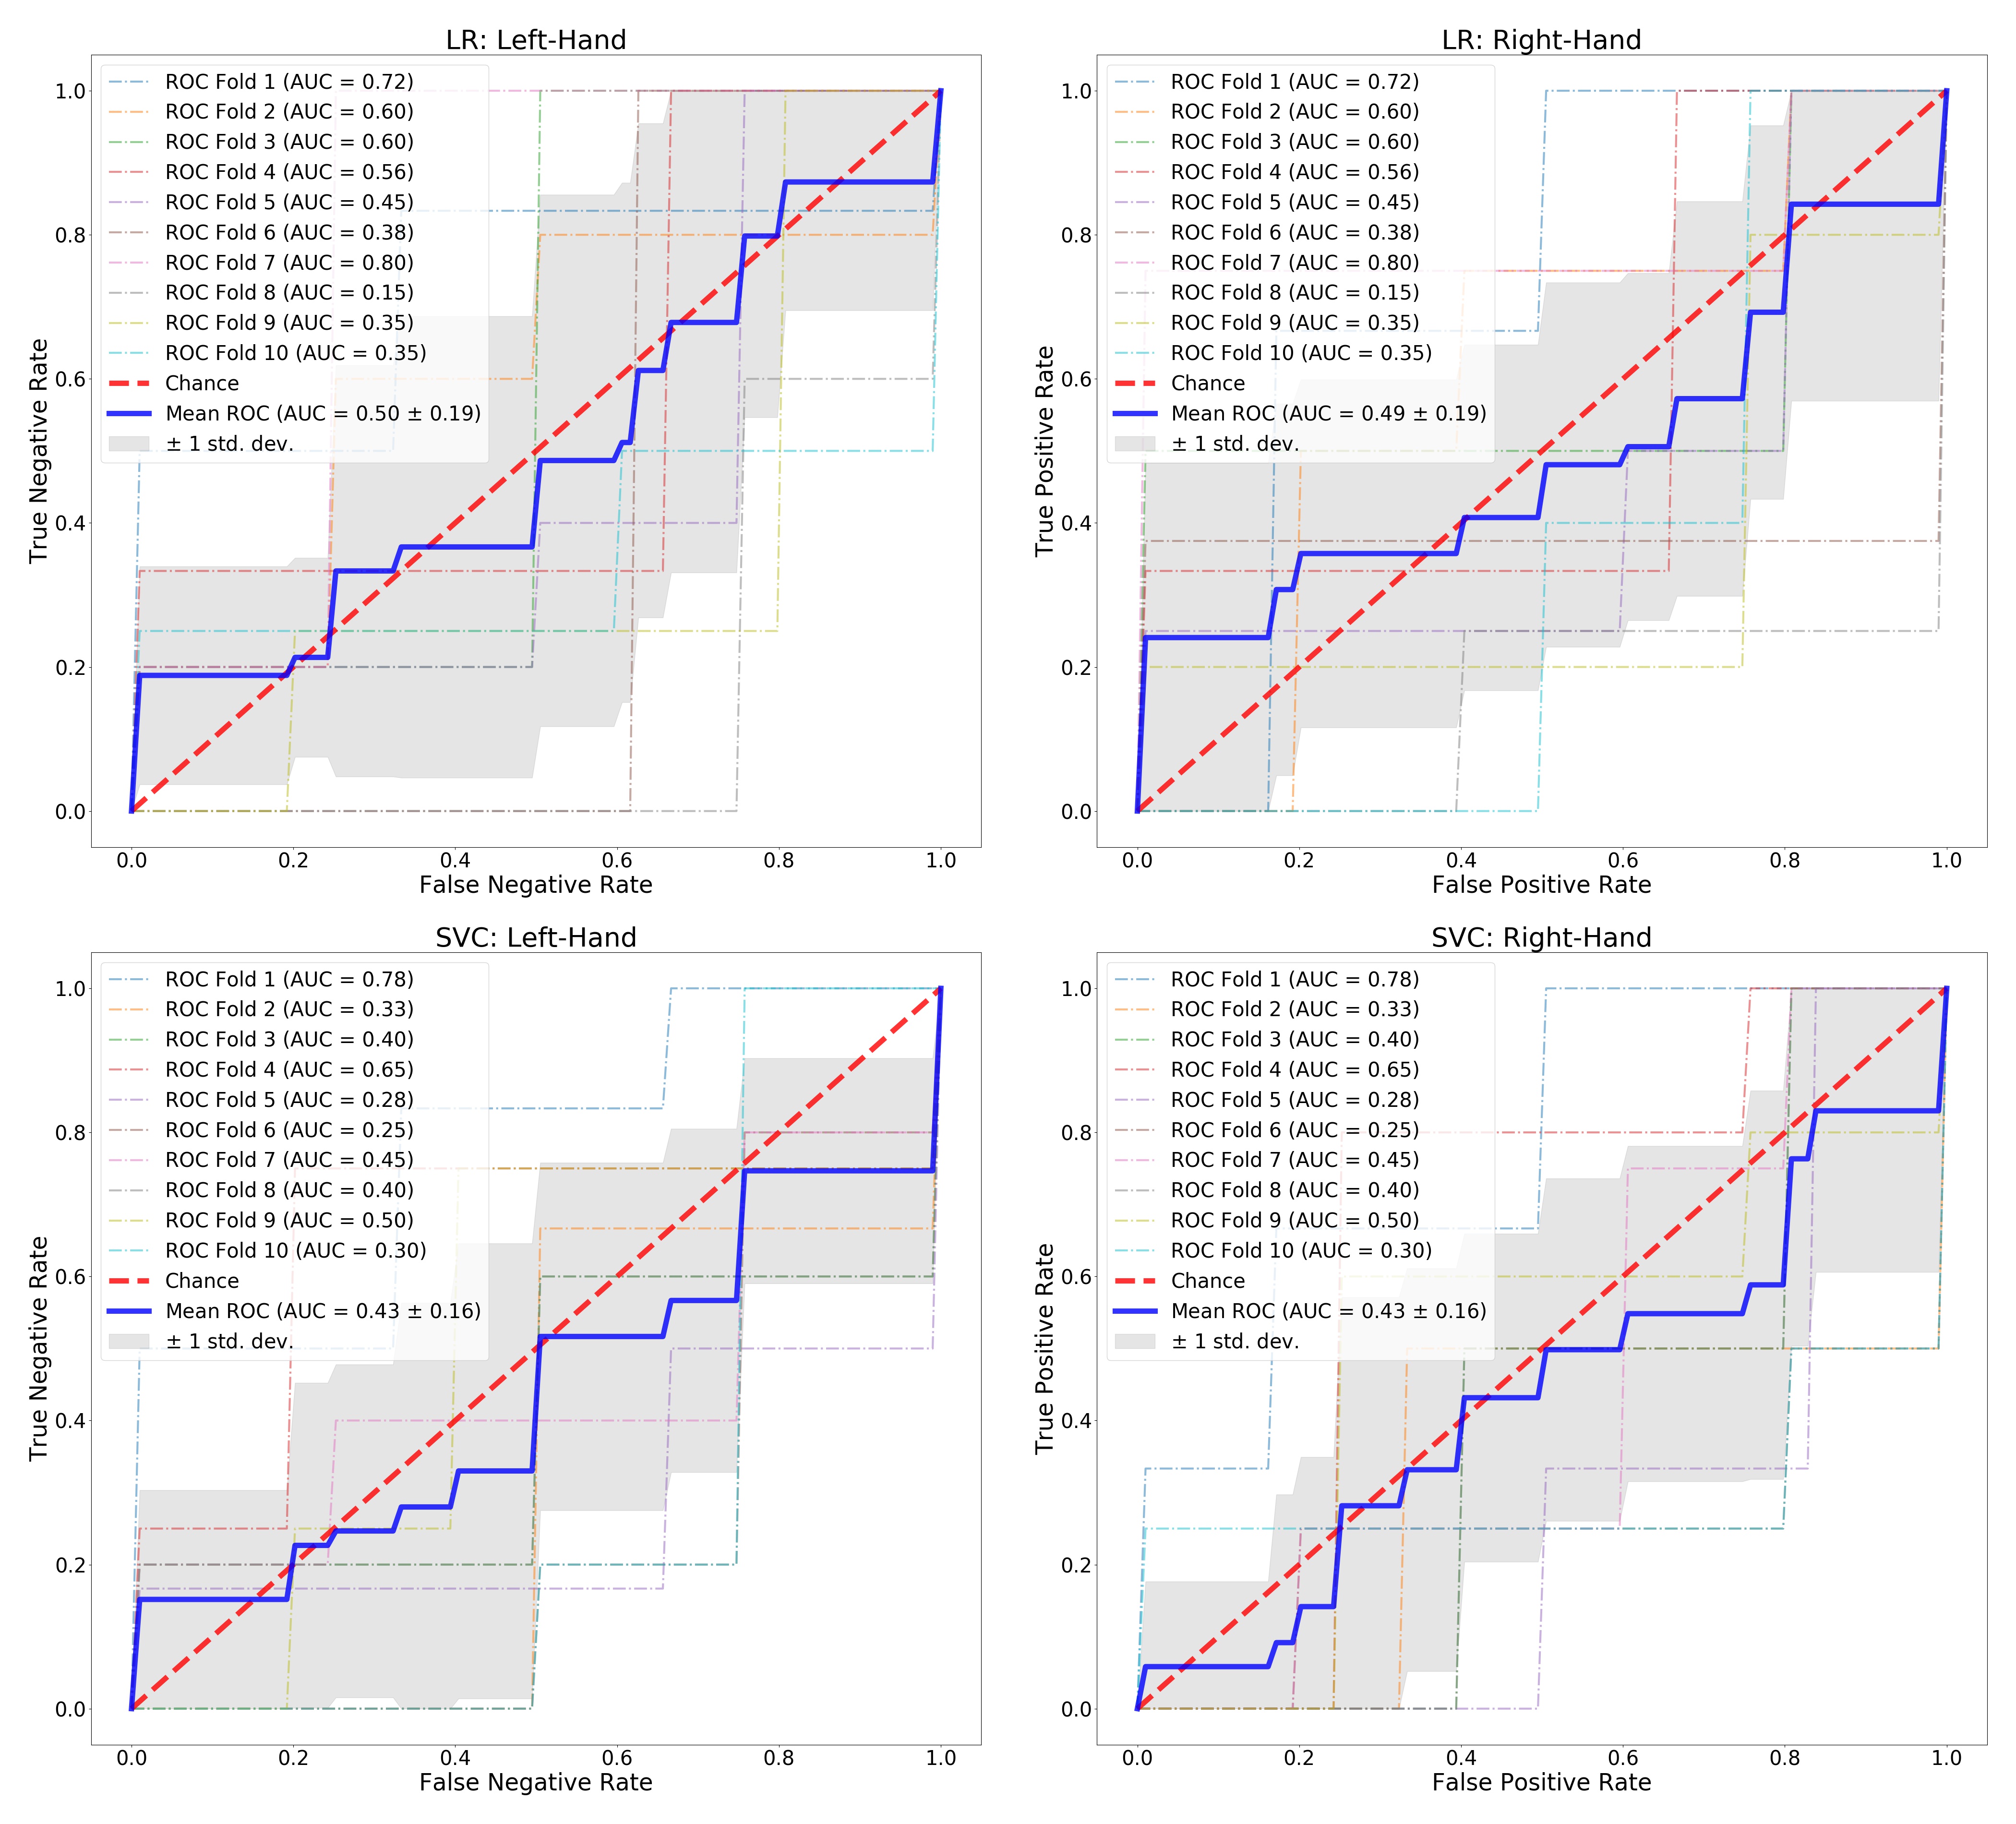 LR: Left-Hand
ROC Fold 1 (AUC = 0.72)
ROC Fold 2 (AUC = 0.60)
ROC Fold 3 (AUC = 0.60)
ROC Fold 4 (AUC = 0.56)
ROC Fold 5 (AUC = 0.45)
ROC Fold 6 (AUC = 0.38)
ROC Fold 7 (AUC = 0.80)
ROC Fold 8 (AUC = 0.15)
ROC Fold 9 (AUC = 0.35)
ROC Fold 10 (AUC = 0.35)
Chance
Mean ROC (AUC = 0.50 ± 0.19)
± 1 std. dev.
True Negative Rate
1.0
0.8
0.6
0.4
0.2
0.0
0.0 0.2 0.4 0.6 0.8 1.0
False Negative Rate
LR: Right-Hand
ROC Fold 1 (AUC = 0.72)
ROC Fold 2 (AUC = 0.60)
ROC Fold 3 (AUC = 0.60)
ROC Fold 4 (AUC = 0.56)
ROC Fold 5 (AUC = 0.45)
ROC Fold 6 (AUC = 0.38)
ROC Fold 7 (AUC = 0.80)
ROC Fold 8 (AUC = 0.15)
ROC Fold 9 (AUC = 0.35)
ROC Fold 10 (AUC = 0.35)
Chance
Mean ROC (AUC = 0.49 ± 0.19)
± 1 std. dev.
True Positive Rate
1.0
0.8
0.6
0.4
0.2
0.0
0.0 0.2 0.4 0.6 0.8 1.0
False Positive Rate
SVC: Left-Hand
ROC Fold 1 (AUC = 0.78)
ROC Fold 2 (AUC = 0.33)
ROC Fold 3 (AUC = 0.40)
ROC Fold 4 (AUC = 0.65)
ROC Fold 5 (AUC = 0.28)
ROC Fold 6 (AUC = 0.25)
ROC Fold 7 (AUC = 0.45)
ROC Fold 8 (AUC = 0.40)
ROC Fold 9 (AUC = 0.50)
ROC Fold 10 (AUC = 0.30)
Chance
Mean ROC (AUC = 0.43 ± 0.16)
± 1 std. dev.
True Negative Rate
1.0
0.8
0.6
0.4
0.2
0.0
0.0 0.2 0.4 0.6 0.8 1.0
False Negative Rate
SVC: Right-Hand
ROC Fold 1 (AUC = 0.78)
ROC Fold 2 (AUC = 0.33)
ROC Fold 3 (AUC = 0.40)
ROC Fold 4 (AUC = 0.65)
ROC Fold 5 (AUC = 0.28)
ROC Fold 6 (AUC = 0.25)
ROC Fold 7 (AUC = 0.45)
ROC Fold 8 (AUC = 0.40)
ROC Fold 9 (AUC = 0.50)
ROC Fold 10 (AUC = 0.30)
Chance
Mean ROC (AUC = 0.43 ± 0.16)
± 1 std. dev.
True Positive Rate
1.0
0.8
0.6
0.4
0.2
0.0
0.0 0.2 0.4 0.6 0.8 1.0
False Positive Rate